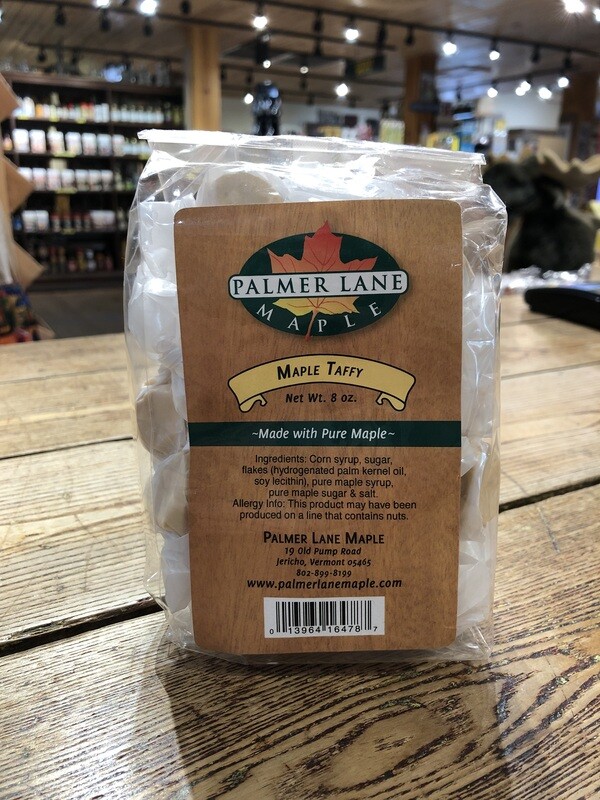 PALMER LANE
MAPLE
Maple Taffy
Net Wt. 8 oz.
~Made with Pure Maple~
Ingredients: Corn syrup, sugar,
flakes (hydrogenated palm kernel oil,
soy lecithin), pure maple syrup,
pure maple sugar & salt.
Allergy Info: This product may have been
produced on a line that contains nuts.
Palmer Lane Maple
19 Old Pump Road
Jericho, Vermont 05465
802-899-8199
www.palmerlanemaple.com
0 13964 16478 7